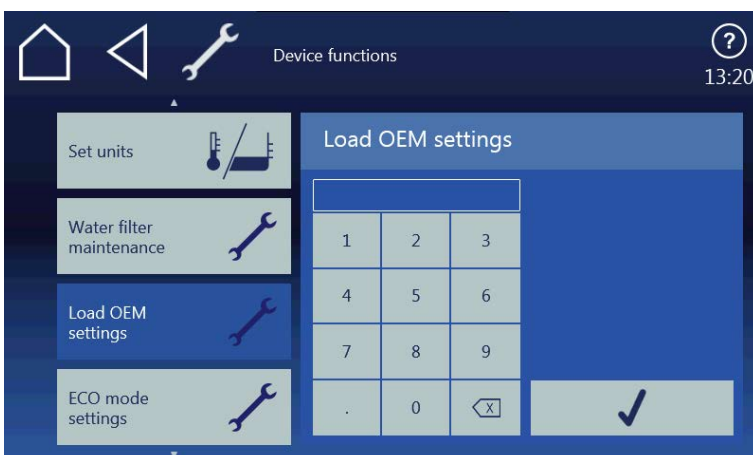 Device functions
?
13:20
Set units
Water filter
maintenance
Load OEM
settings
ECO mode
settings
Load OEM settings
1 2 3
4 5 6
7 8 9
. 0 X